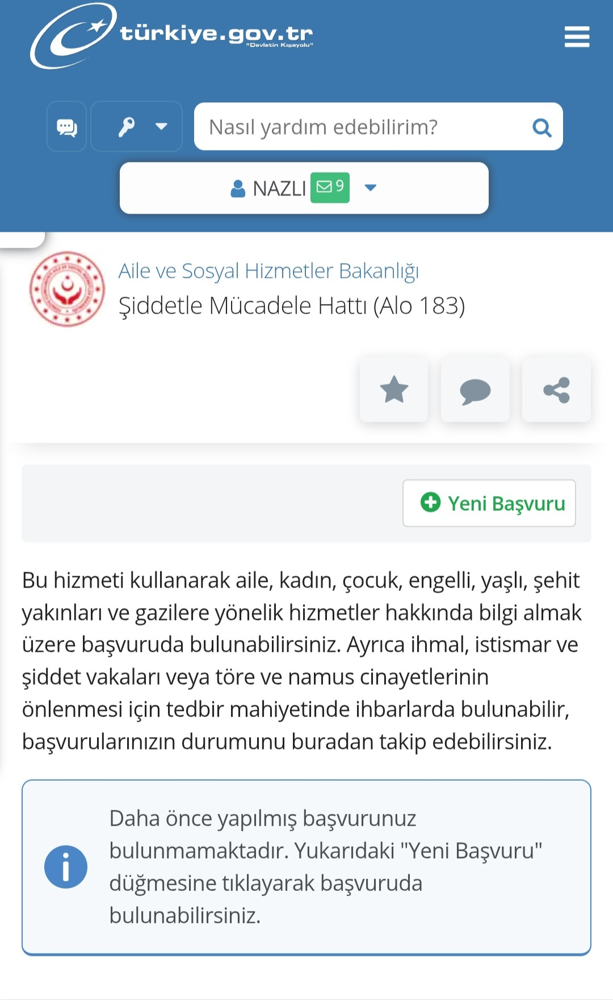 türkiye.gov.tr
"Devletin Kısayolu"
Nasıl yardım edebilirim?
NAZLI 9
Aile ve Sosyal Hizmetler Bakanlığı
Şiddetle Mücadele Hattı (Alo 183)
Yeni Başvuru
Bu hizmeti kullanarak aile, kadın, çocuk, engelli, yaşlı, şehit
yakınları ve gazilere yönelik hizmetler hakkında bilgi almak
üzere başvuruda bulunabilirsiniz. Ayrıca ihmal, istismar ve
şiddet vakaları veya töre ve namus cinayetlerinin
önlenmesi için tedbir mahiyetinde ihbarlarda bulunabilir,
başvurularınızın durumunu buradan takip edebilirsiniz.
Daha önce yapılmış başvurunuz
bulunmamaktadır. Yukarıdaki "Yeni Başvuru"
düğmesine tıklayarak başvuruda
bulunabilirsiniz.